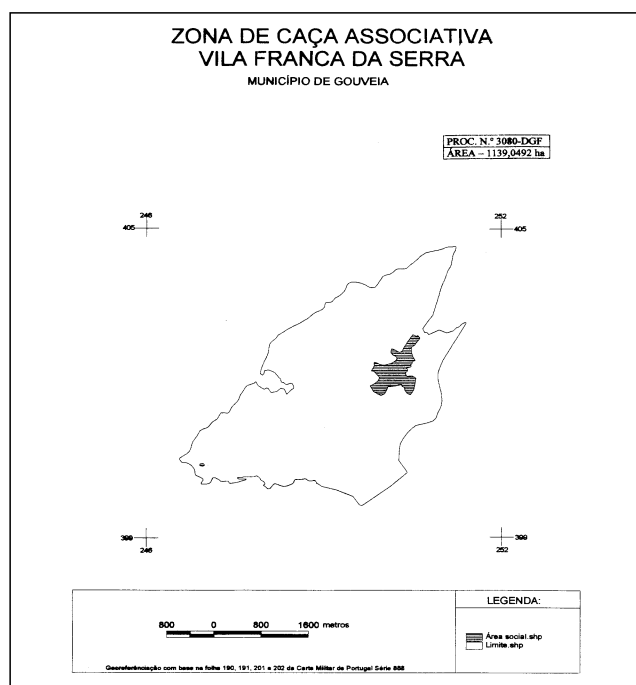 ZONA DE CAÇA ASSOCIATIVA
VILA FRANCA DA SERRA
MUNICÍPIO DE GOUVEIA
PROC. N.º 3080-DGF
ÁREA – 1139,0492 ha
246
405
252
405
399
246
399
252
LEGENDA:
800 0 800 1600 metros
Área social.shp
Limite.shp
Georeferênciação com base na folha 190, 191, 201 a 202 da Carta Militar de Portugal Série 888